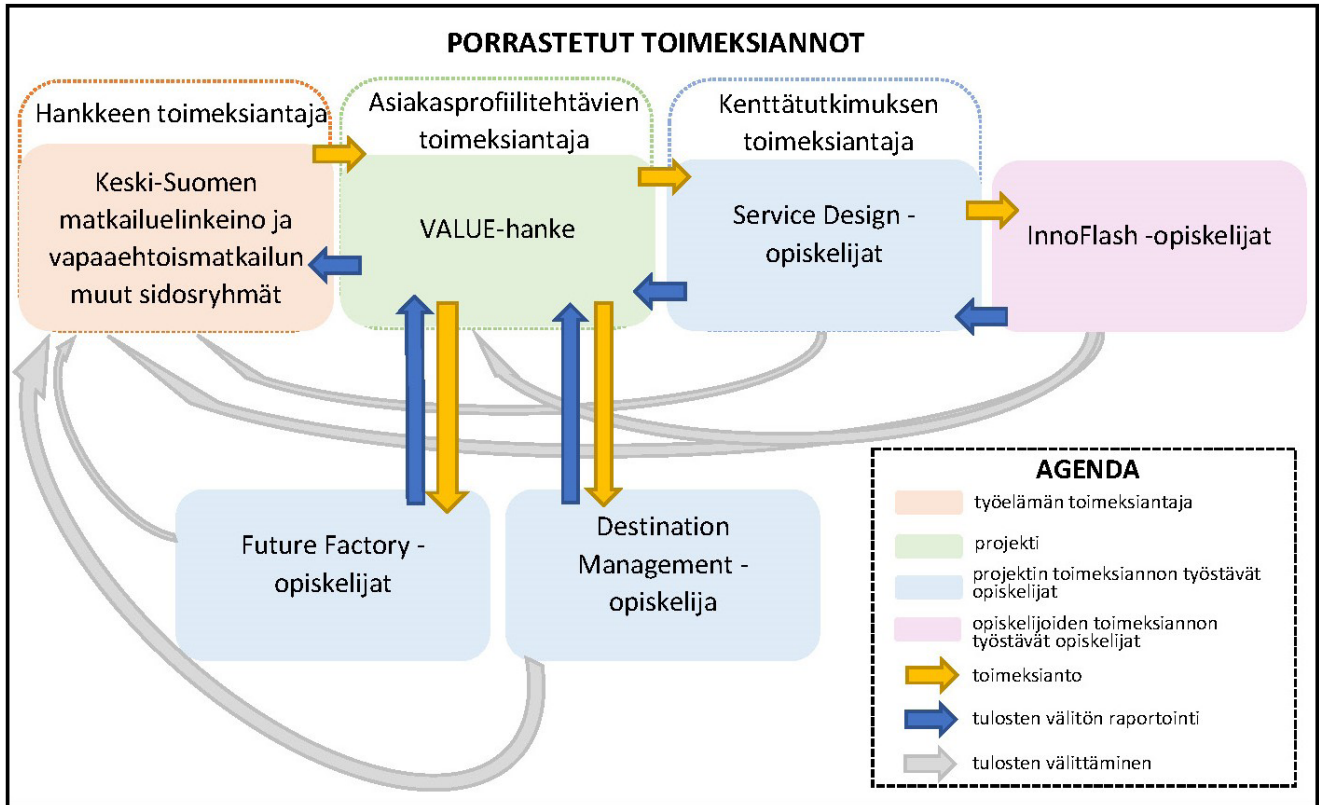 PORRASTETUT TOIMEKSIANNOT
Hankkeen toimeksiantaja
Asiakasprofiilitehtävien
toimeksiantaja
Kenttätutkimuksen
toimeksiantaja
Keski-Suomen
matkailuelinkeino ja
vapaaehtoismatkailun
muut sidosryhmät
VALUE-hanke
Service Design -
opiskelijat
InnoFlash -opiskelijat
Future Factory -
opiskelijat
Destination
Management -
opiskelija
AGENDA
työelämän toimeksiantaja
projekti
projektin toimeksiannon työstävät
opiskelijat
opiskelijoiden toimeksiannon
työstävät opiskelijat
toimeksianto
tulosten välitön raportointi
tulosten välittäminen